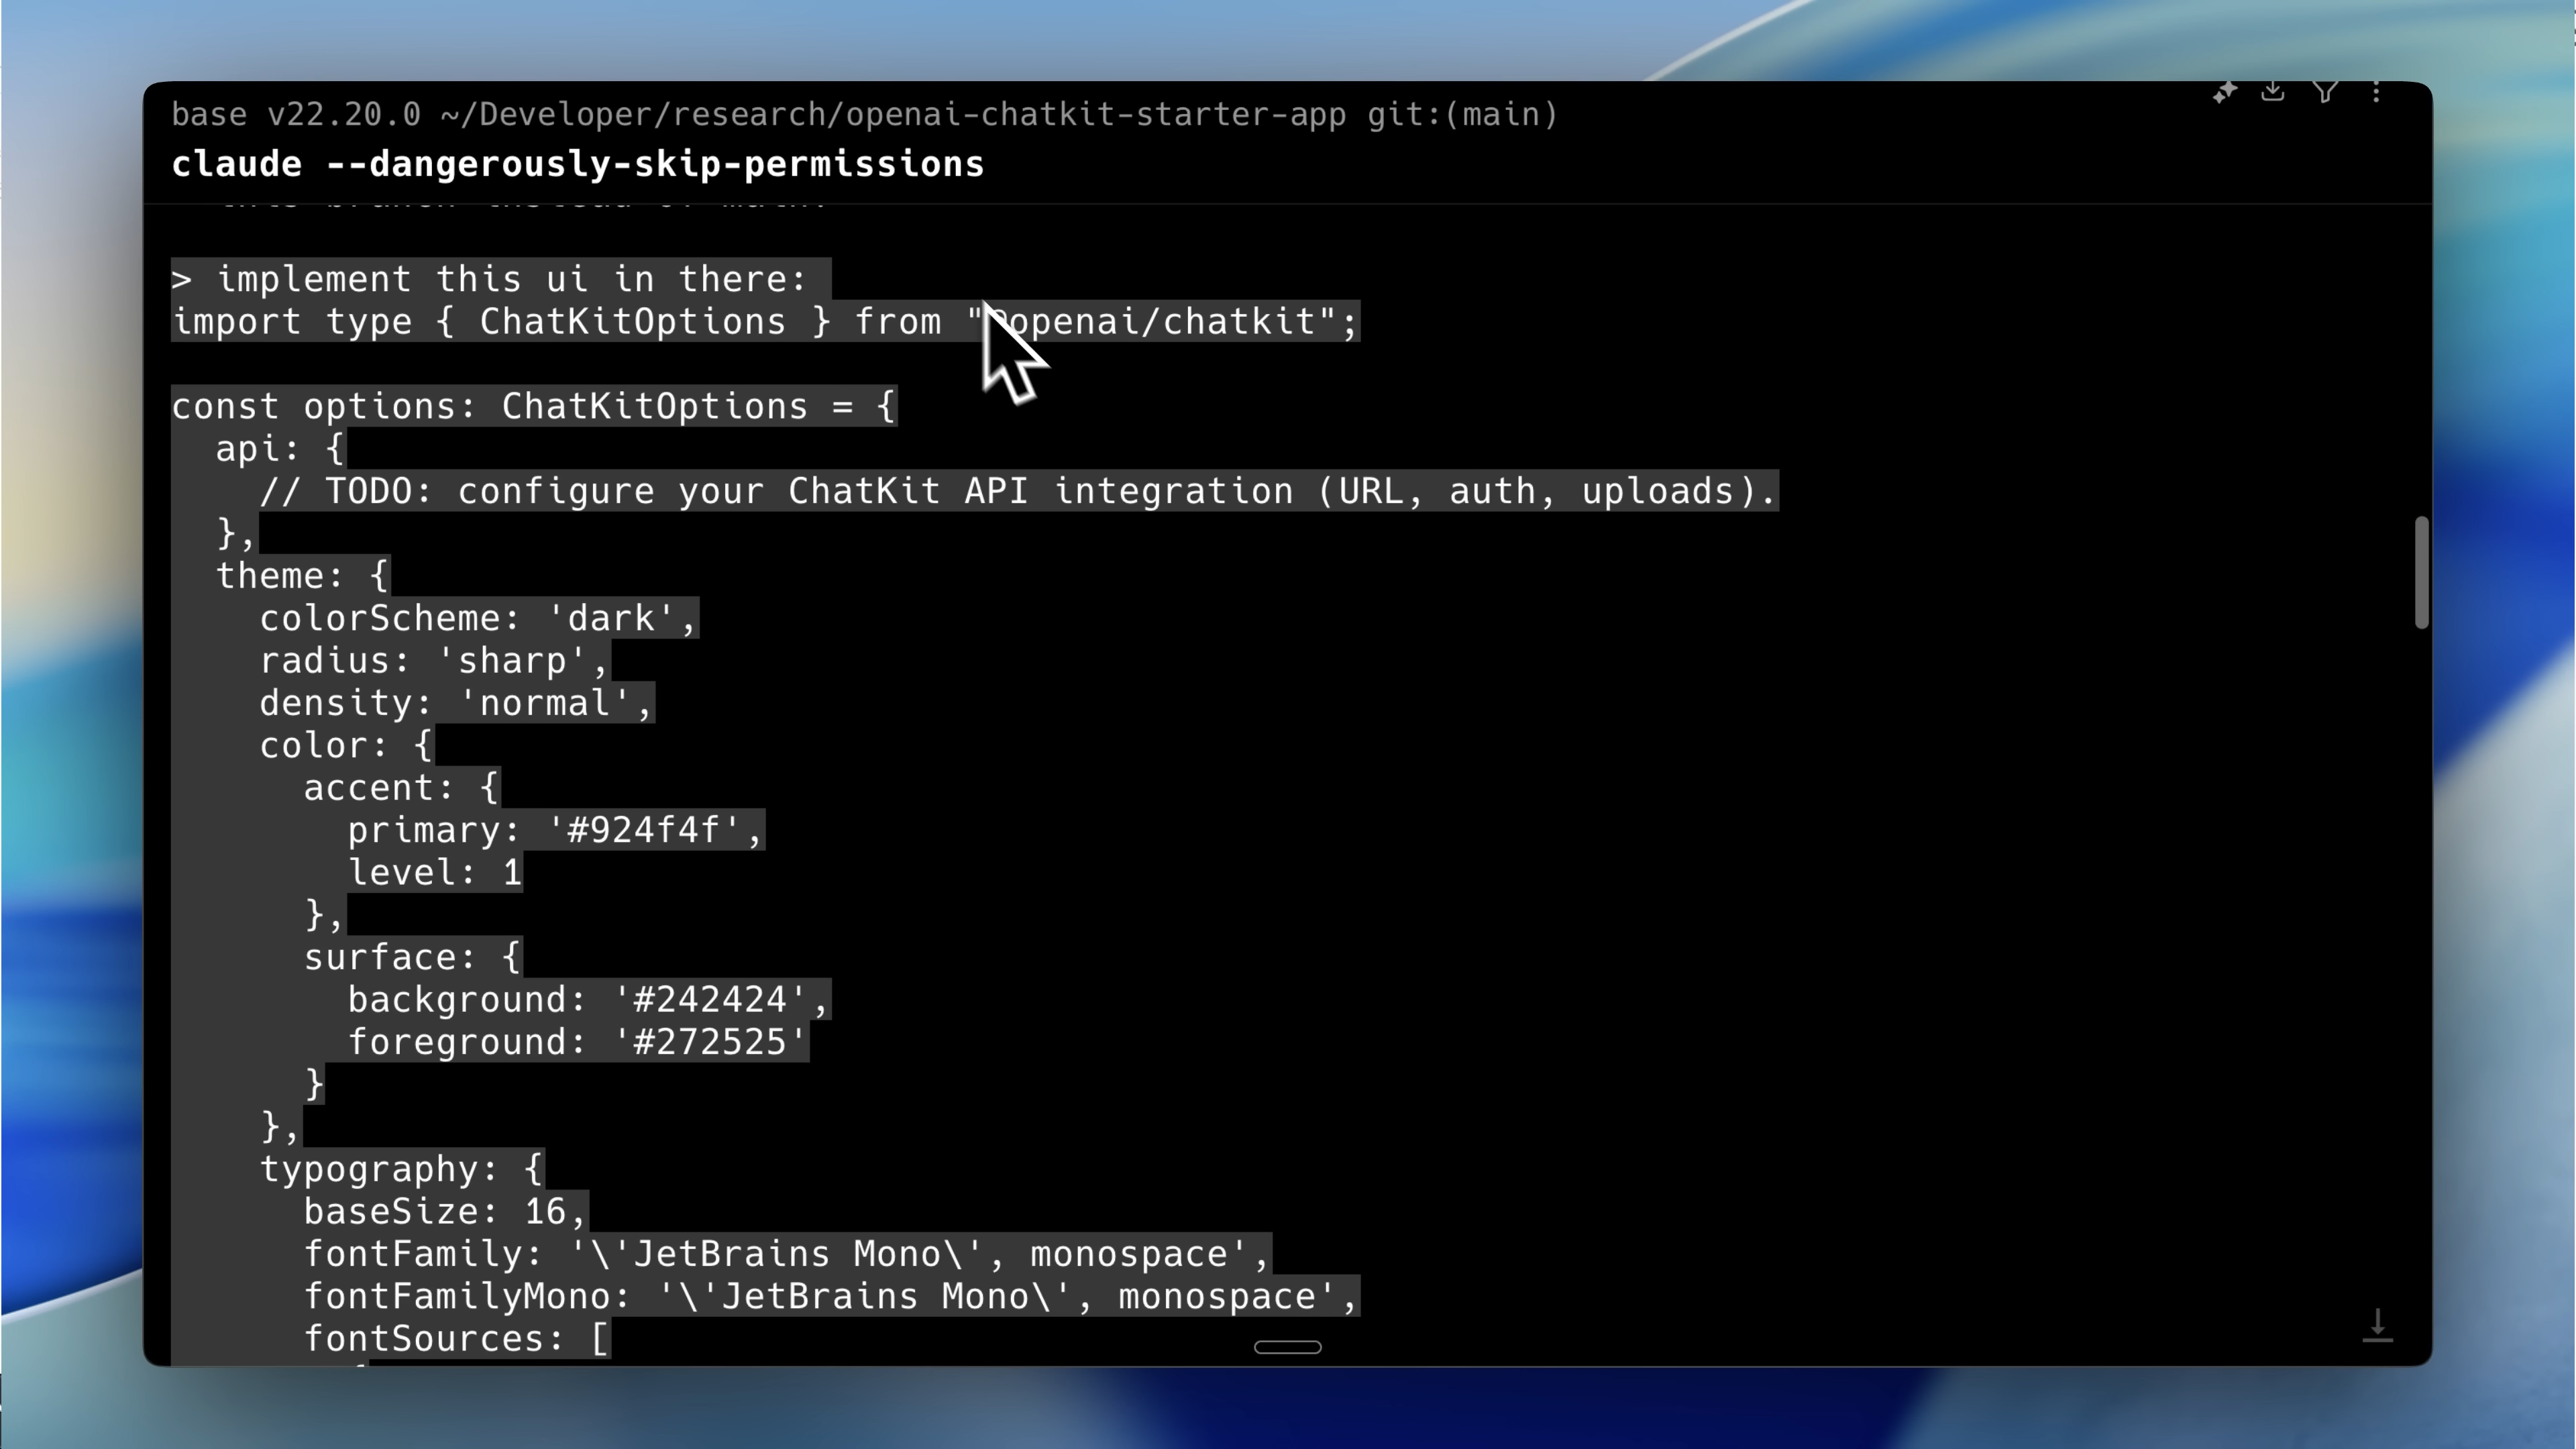 base v22.20.0 ~/Developer/research/openai-chatkit-starter-app git:(main)
claude --dangerously-skip-permissions
> implement this ui in there:
import type { ChatKitOptions } from "@openai/chatkit";
const options: ChatKitOptions = {
  api: {
    // TODO: configure your ChatKit API integration (URL, auth, uploads).
  },
  theme: {
    colorScheme: 'dark',
    radius: 'sharp',
    density: 'normal',
    color: {
      accent: {
        primary: '#924f4f',
        level: 1
      },
      surface: {
        background: '#242424',
        foreground: '#272525'
      }
    },
    typography: {
      baseSize: 16,
      fontFamily: '\'JetBrains Mono\', monospace',
      fontFamilyMono: '\'JetBrains Mono\', monospace',
      fontSources: [